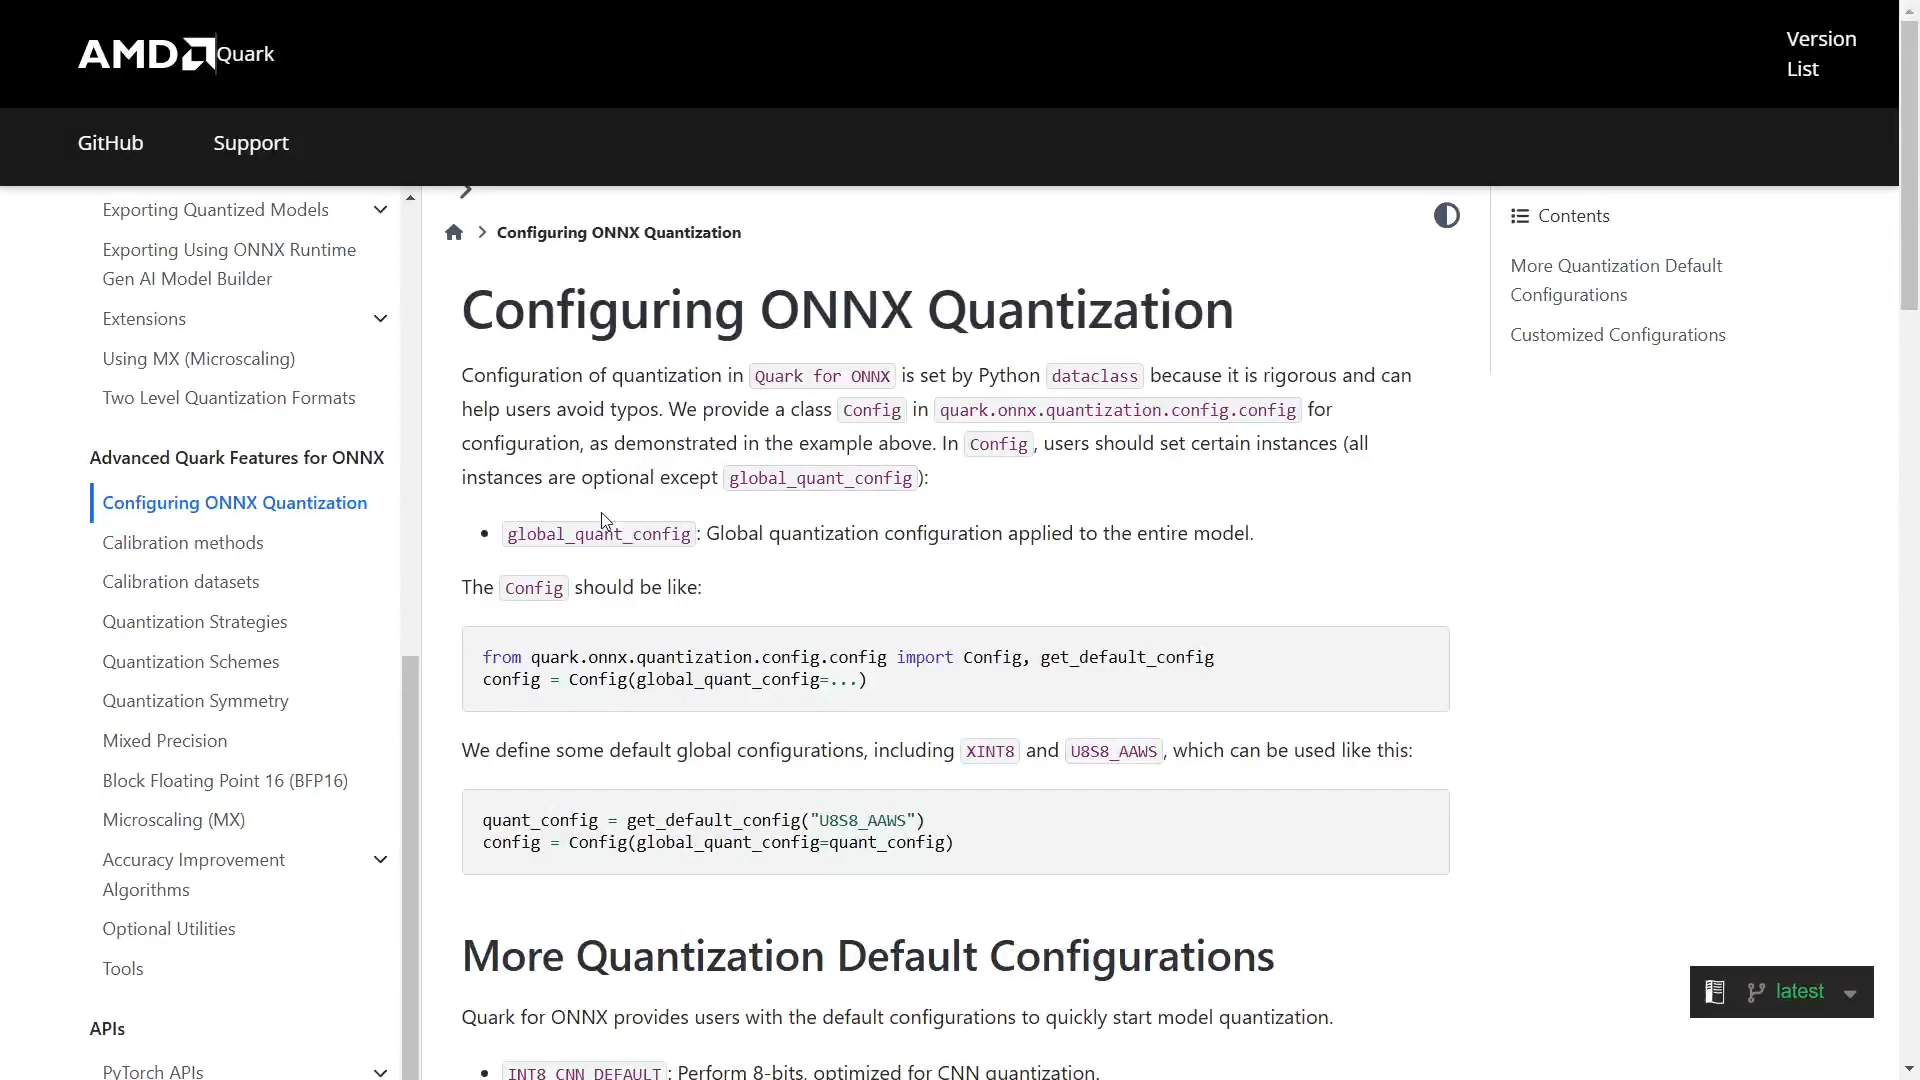 AMD Quark
Version
List
GitHub
Support
Exporting Quantized Models
Exporting Using ONNX Runtime
Gen AI Model Builder
Extensions
Using MX (Microscaling)
Two Level Quantization Formats
Advanced Quark Features for ONNX
Configuring ONNX Quantization
Calibration methods
Calibration datasets
Quantization Strategies
Quantization Schemes
Quantization Symmetry
Mixed Precision
Block Floating Point 16 (BFP16)
Microscaling (MX)
Accuracy Improvement
Algorithms
Optional Utilities
Tools
APIs
PyTorch APIs
Configuring ONNX Quantization
Configuring ONNX Quantization
Configuration of quantization in Quark for ONNX is set by Python dataclass because it is rigorous and can
help users avoid typos. We provide a class Config in quark.onnx.quantization.config.config for
configuration, as demonstrated in the example above. In Config, users should set certain instances (all
instances are optional except global_quant_config):
• global_quant_config: Global quantization configuration applied to the entire model.
The Config should be like:
from quark.onnx.quantization.config.config import Config, get_default_config
config = Config(global_quant_config=...)
We define some default global configurations, including XINT8 and U8S8_AAWS, which can be used like this:
quant_config = get_default_config("U8S8_AAWS")
config = Config(global_quant_config=quant_config)
More Quantization Default Configurations
Quark for ONNX provides users with the default configurations to quickly start model quantization.
• INT8_CNN_DEFAULT: Perform 8-bits, optimized for CNN quantization.
Contents
More Quantization Default
Configurations
Customized Configurations
latest